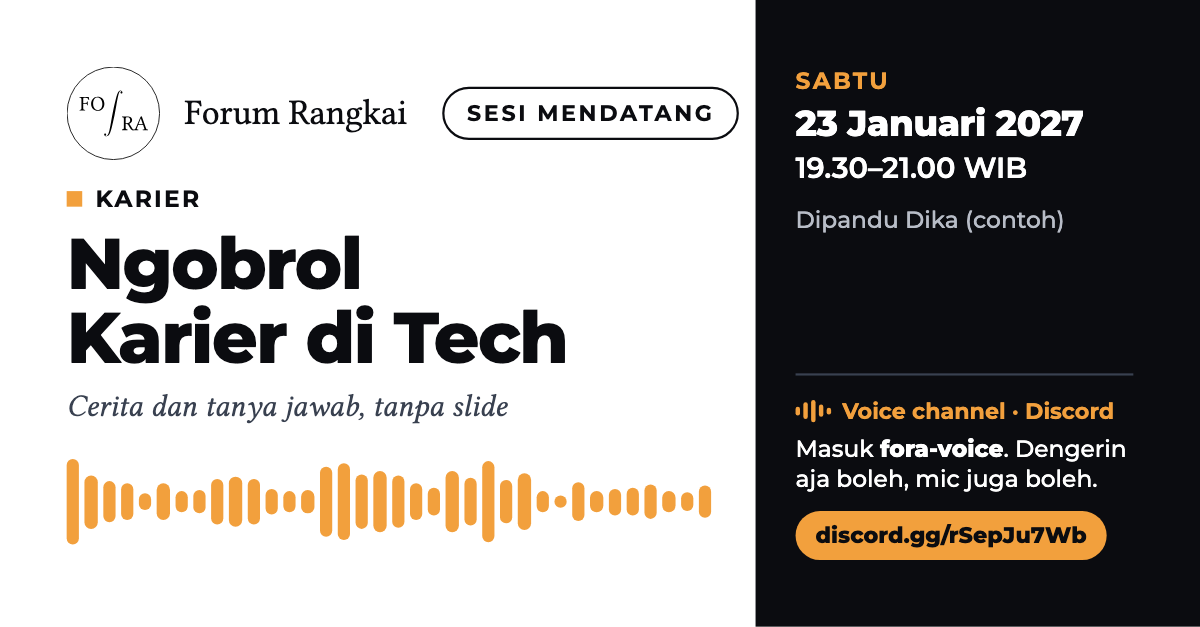 FO RA
Forum Rangkai
SESI MENDATANG
KARIER
Ngobrol
Karier di Tech
Cerita dan tanya jawab, tanpa slide
SABTU
23 Januari 2027
19.30–21.00 WIB
Dipandu Dika (contoh)
Voice channel · Discord
Masuk fora-voice. Dengerin
aja boleh, mic juga boleh.
discord.gg/rSepJu7Wb